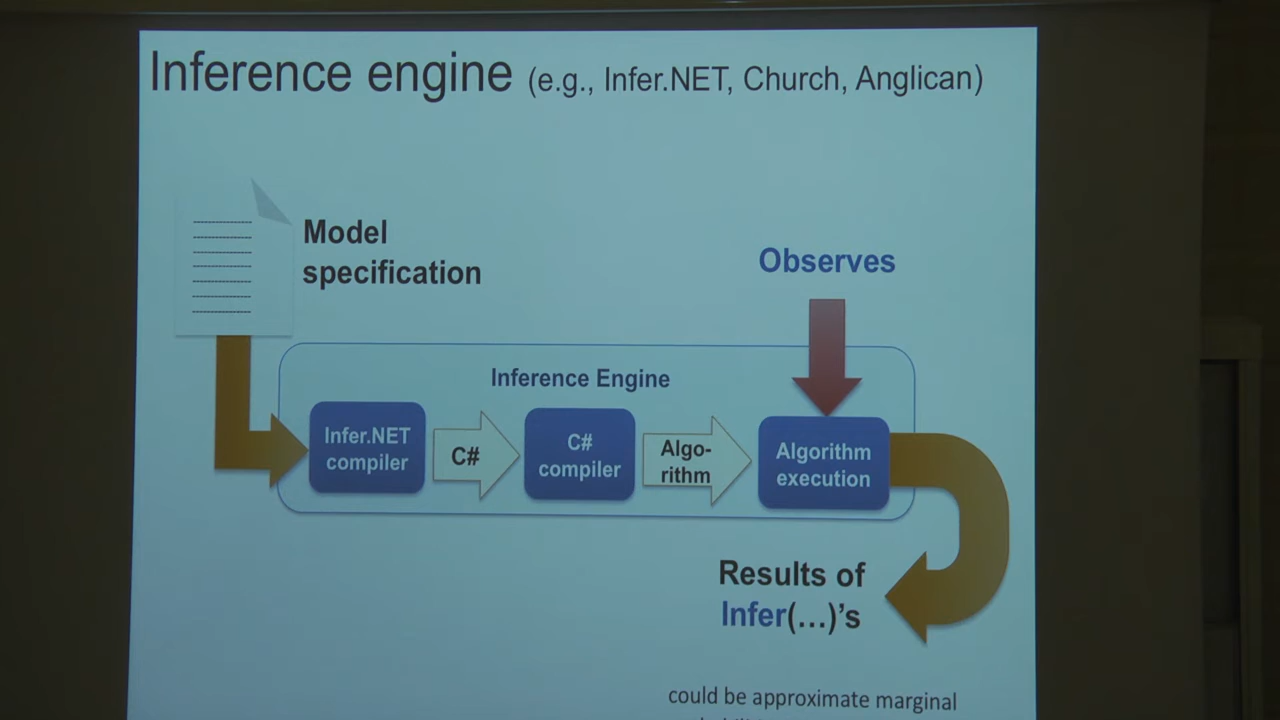 Inference engine (e.g., Infer.NET, Church, Anglican)
Model
specification
Observes
Inference Engine
Infer.NET
compiler
C#
C#
compiler
Algo-
rithm
Algorithm
execution
Results of
Infer(...)'s
could be approximate marginal